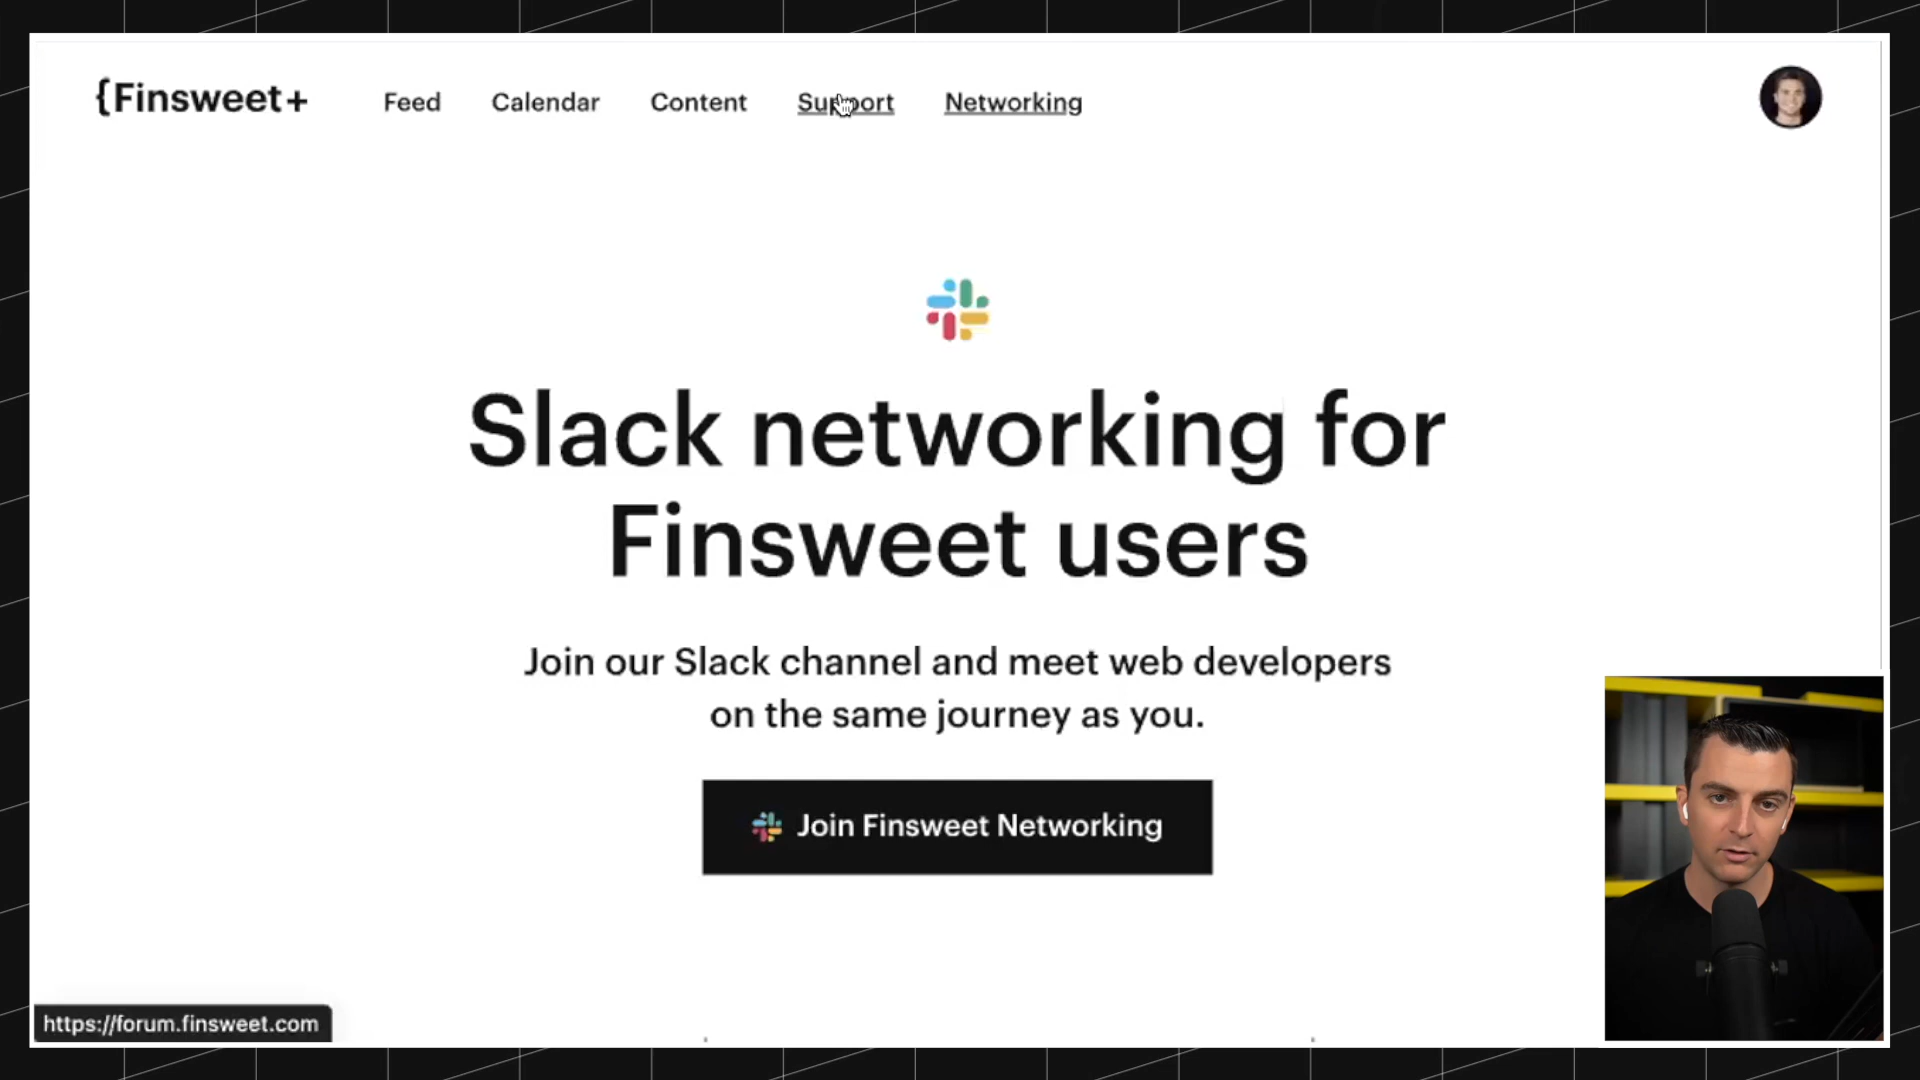 {Finsweet+
Feed
Calendar
Content
Support
Networking
Slack networking for
Finsweet users
Join our Slack channel and meet web developers
on the same journey as you.
Join Finsweet Networking
https://forum.finsweet.com